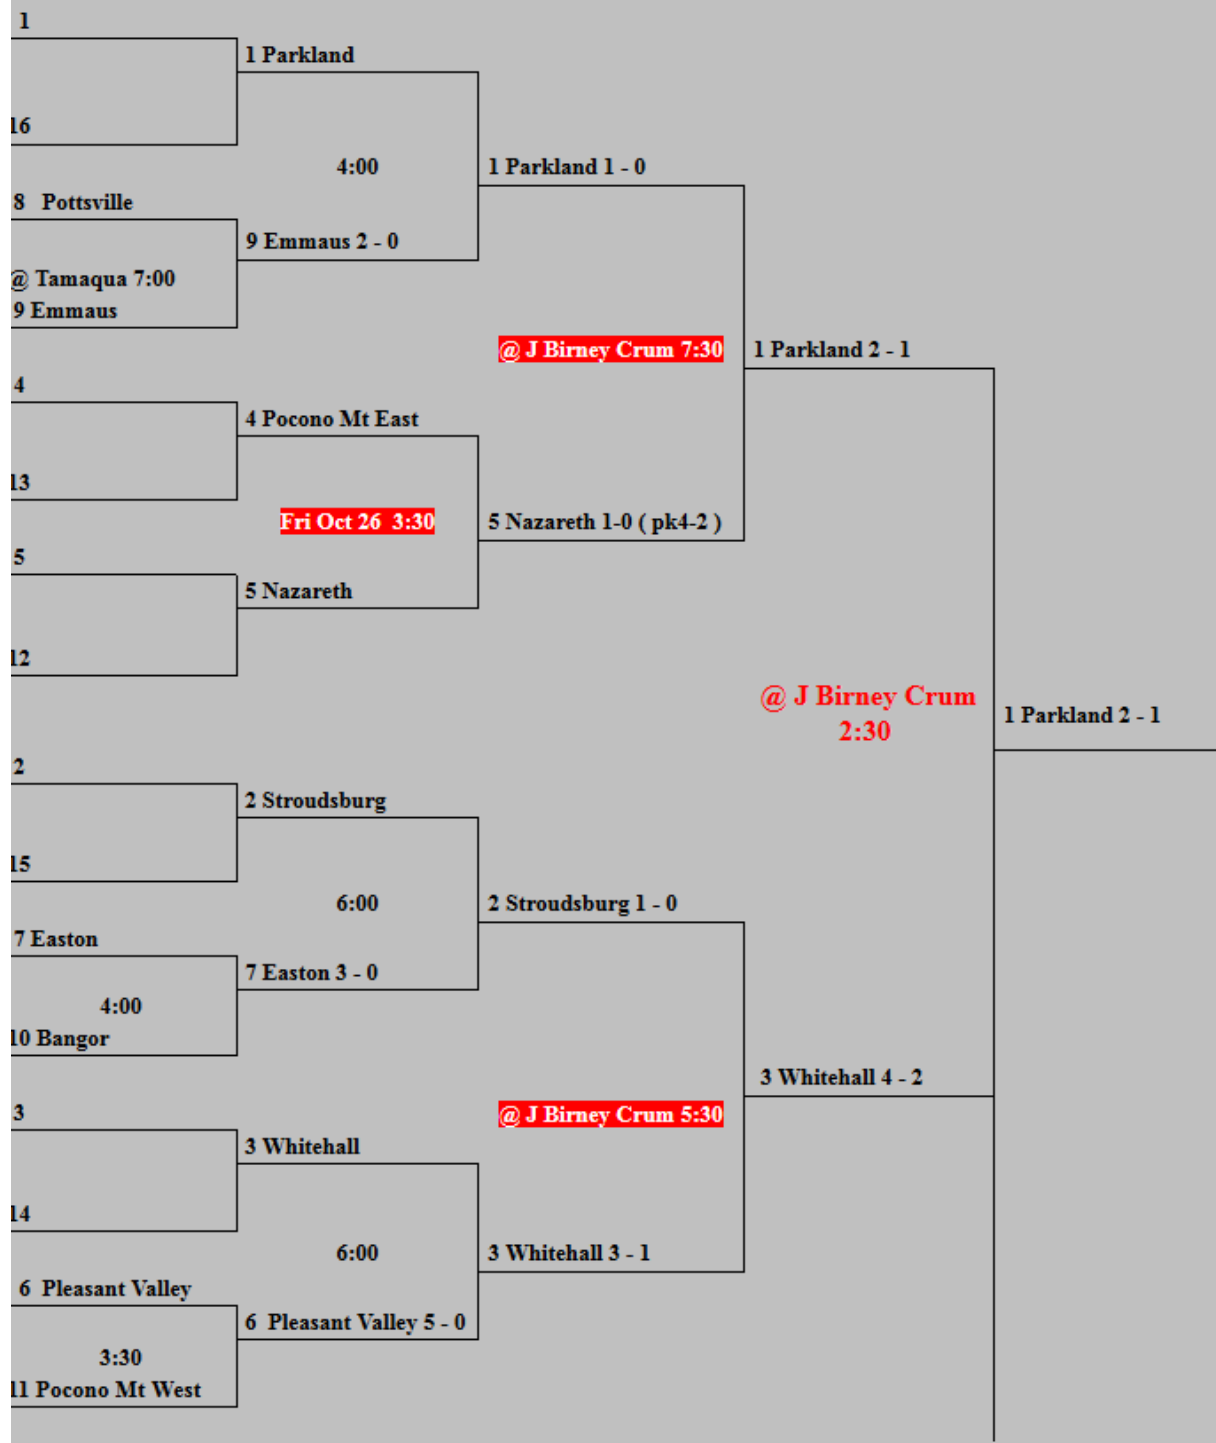 1
1 Parkland
16
4:00
1 Parkland 1 - 0
8 Pottsville
9 Emmaus 2 - 0
@ Tamaqua 7:00
9 Emmaus
@ J Birney Crum 7:30
1 Parkland 2 - 1
4
4 Pocono Mt East
13
Fri Oct 26 3:30
5 Nazareth 1-0 ( pk4-2 )
5
5 Nazareth
12
@ J Birney Crum
2:30
1 Parkland 2 - 1
2
2 Stroudsburg
15
6:00
2 Stroudsburg 1 - 0
7 Easton
7 Easton 3 - 0
4:00
10 Bangor
3 Whitehall 4 - 2
3
@ J Birney Crum 5:30
3 Whitehall
14
6:00
3 Whitehall 3 - 1
6 Pleasant Valley
6 Pleasant Valley 5 - 0
3:30
11 Pocono Mt West